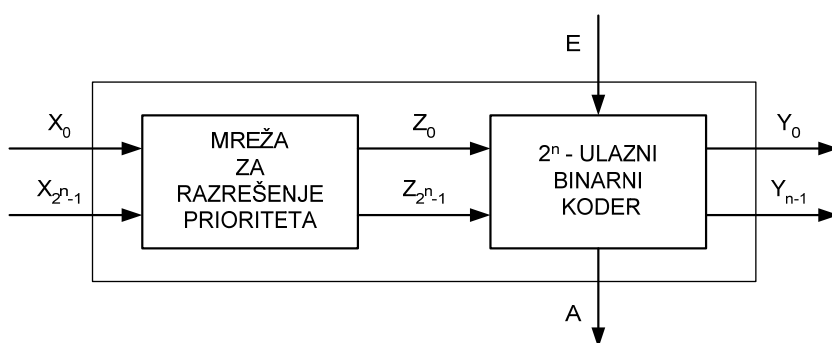 E
X₀
MREŽA
ZA
RAZREŠENJE
PRIORITETA
X₂ⁿ₋₁
Z₀
Z₂ⁿ₋₁
2ⁿ - ULAZNI
BINARNI
KODER
Y₀
Yₙ₋₁
A